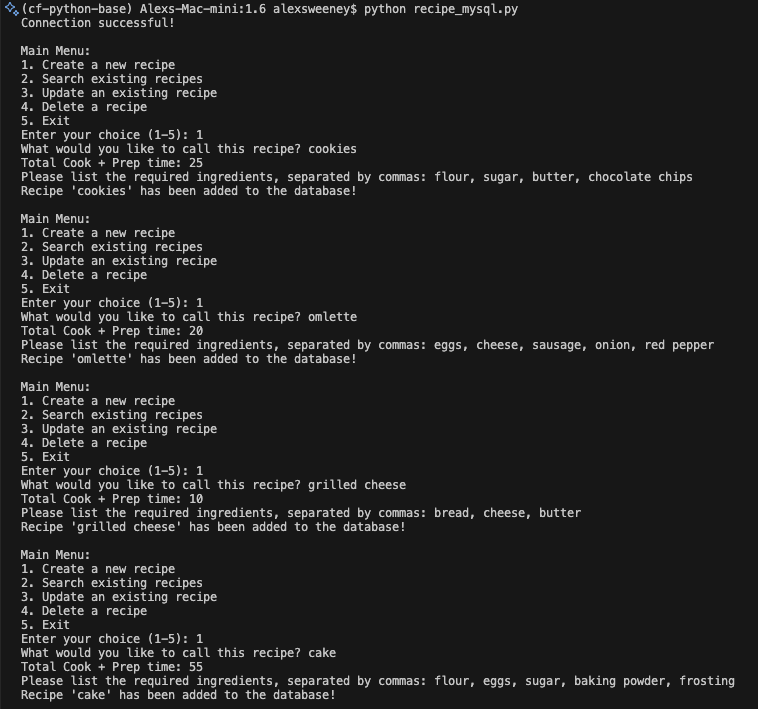 (cf-python-base) Alexs-Mac-mini:1.6 alexsweeney$ python recipe_mysql.py
Connection successful!
Main Menu:
1. Create a new recipe
2. Search existing recipes
3. Update an existing recipe
4. Delete a recipe
5. Exit
Enter your choice (1-5): 1
What would you like to call this recipe? cookies
Total Cook + Prep time: 25
Please list the required ingredients, separated by commas: flour, sugar, butter, chocolate chips
Recipe 'cookies' has been added to the database!
Main Menu:
1. Create a new recipe
2. Search existing recipes
3. Update an existing recipe
4. Delete a recipe
5. Exit
Enter your choice (1-5): 1
What would you like to call this recipe? omlette
Total Cook + Prep time: 20
Please list the required ingredients, separated by commas: eggs, cheese, sausage, onion, red pepper
Recipe 'omlette' has been added to the database!
Main Menu:
1. Create a new recipe
2. Search existing recipes
3. Update an existing recipe
4. Delete a recipe
5. Exit
Enter your choice (1-5): 1
What would you like to call this recipe? grilled cheese
Total Cook + Prep time: 10
Please list the required ingredients, separated by commas: bread, cheese, butter
Recipe 'grilled cheese' has been added to the database!
Main Menu:
1. Create a new recipe
2. Search existing recipes
3. Update an existing recipe
4. Delete a recipe
5. Exit
Enter your choice (1-5): 1
What would you like to call this recipe? cake
Total Cook + Prep time: 55
Please list the required ingredients, separated by commas: flour, eggs, sugar, baking powder, frosting
Recipe 'cake' has been added to the database!